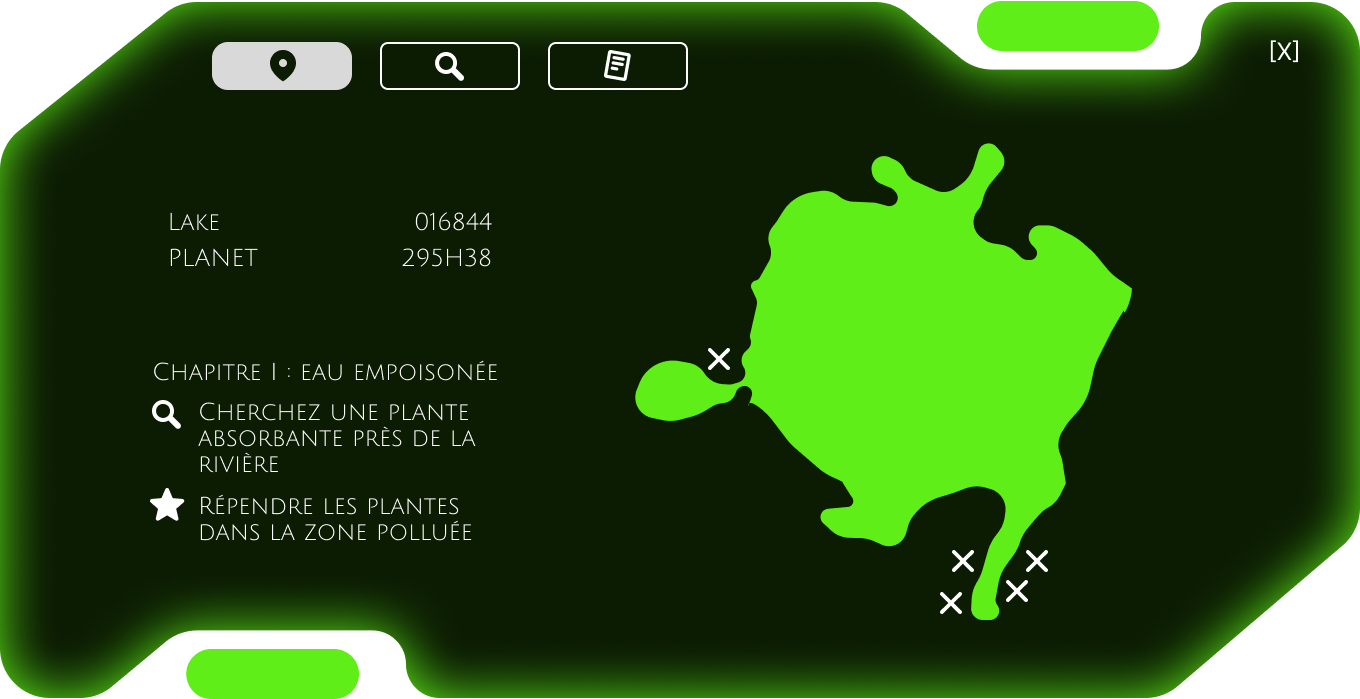 [X]
Lake 016844
PLANET 295H38
Chapitre I : eau empoisonée
Cherchez une plante
absorbante près de la
rivière
Répendre les plantes
dans la zone polluée